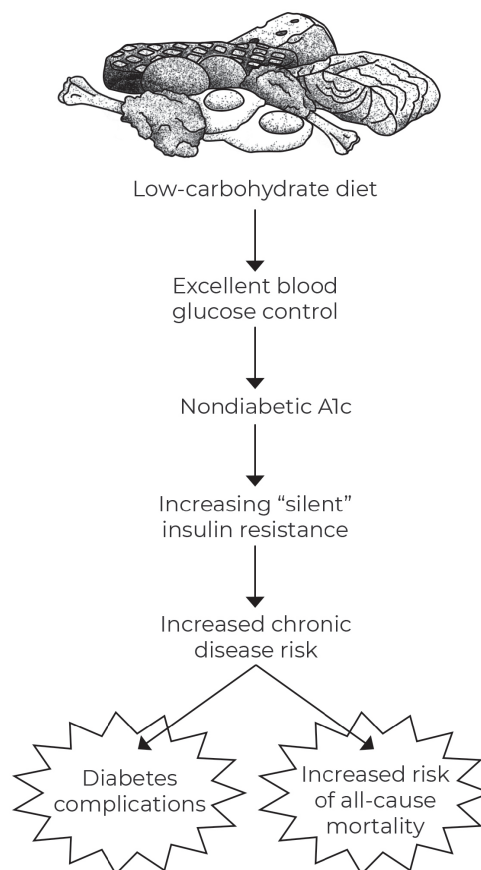 Low-carbohydrate diet
Excellent blood
glucose control
Nondiabetic A1c
Increasing “silent”
insulin resistance
Increased chronic
disease risk
Diabetes
complications
Increased risk
of all-cause
mortality